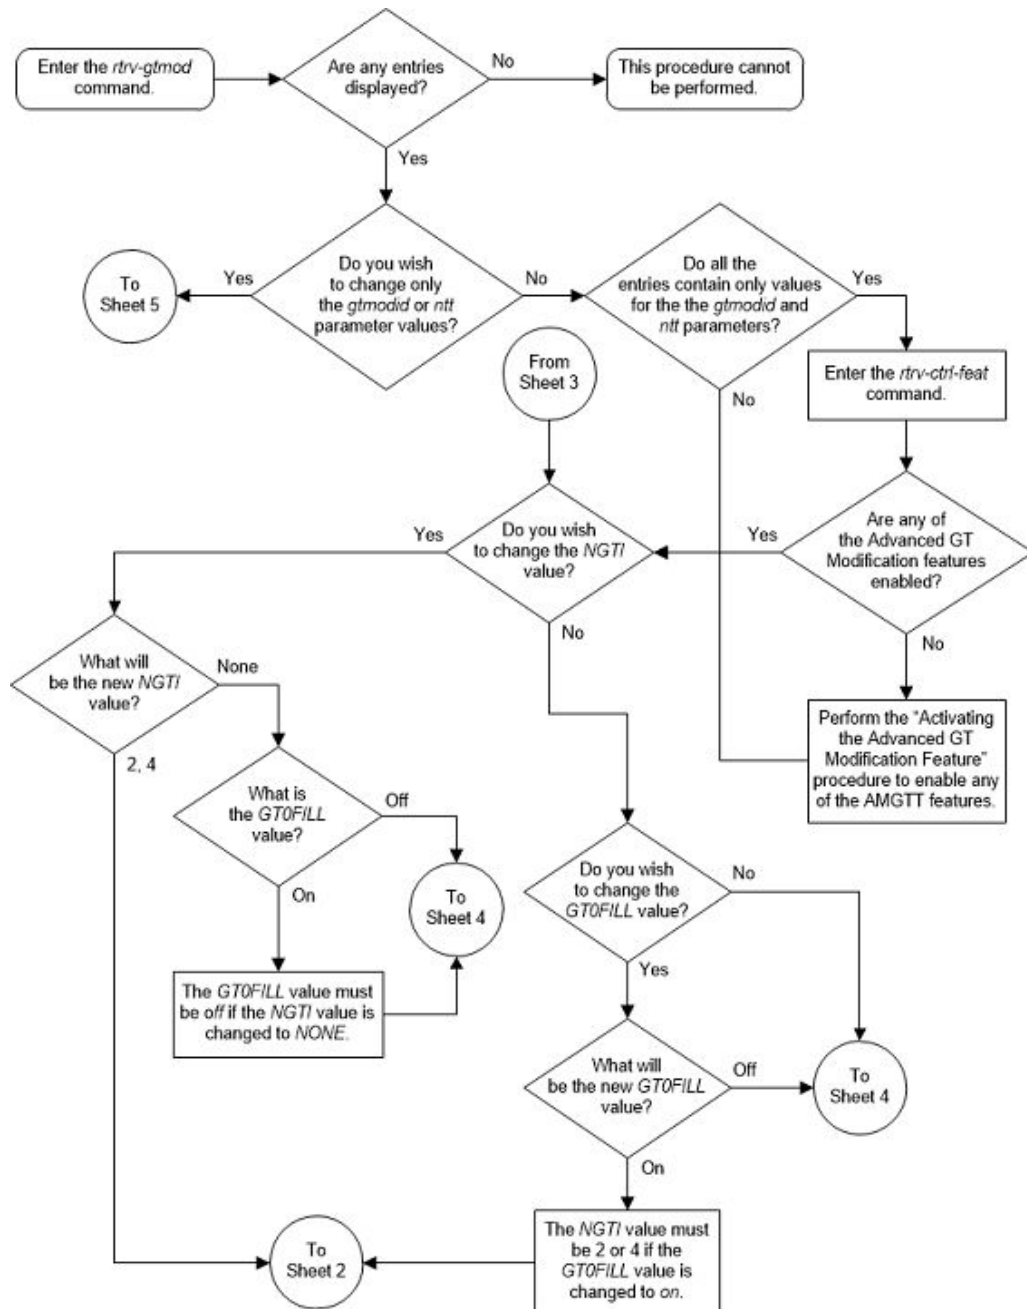 Enter the rtrv-gtmod
command.
Are any entries
displayed?
No
This procedure cannot
be performed.
Yes
To
Sheet 5
Yes
Do you wish
to change only
the gtmodid or ntt
parameter values?
No
Do all the
entries contain only values
for the the gtmodid and
ntt parameters?
Yes
From
Sheet 3
No
Enter the rtrv-ctrl-feat
command.
Yes
Do you wish
to change the NGTI
value?
Yes
Are any of
the Advanced GT
Modification features
enabled?
No
No
What will
be the new NGTI
value?
None
2, 4
Perform the “Activating
the Advanced GT
Modification Feature”
procedure to enable any
of the AMGTT features.
What is
the GT0FILL
value?
Off
On
To
Sheet 4
Do you wish
to change the
GT0FILL value?
No
Yes
The GT0FILL value must
be off if the NGTI value is
changed to NONE.
What will
be the new GT0FILL
value?
Off
To
Sheet 4
On
To
Sheet 2
The NGTI value must
be 2 or 4 if the
GT0FILL value is
changed to on.